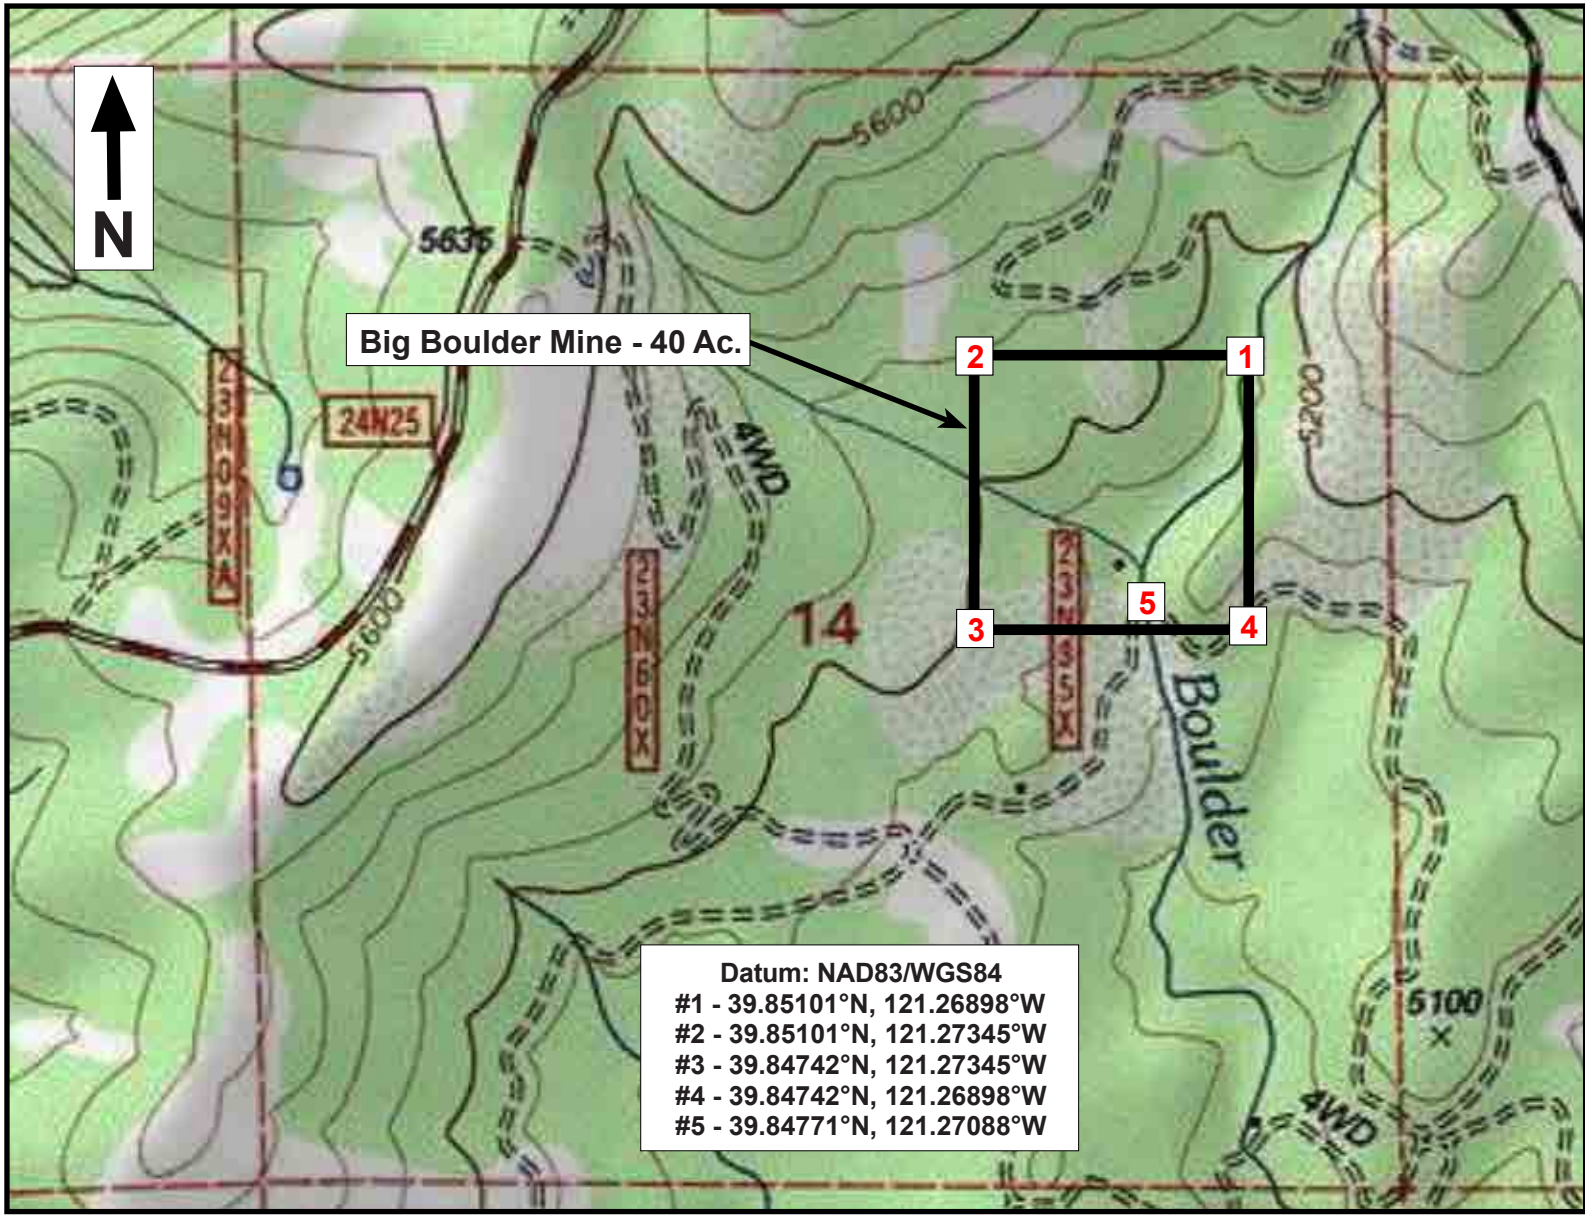 5600
N
5635
Big Boulder Mine - 40 Ac.
2
1
23N09XA
24N25
4WD
5200
23N60X
14
23N95X
5
3
4
5600
Boulder
Datum: NAD83/WGS84
#1 - 39.85101°N, 121.26898°W
#2 - 39.85101°N, 121.27345°W
#3 - 39.84742°N, 121.27345°W
#4 - 39.84742°N, 121.26898°W
#5 - 39.84771°N, 121.27088°W
5100
4WD